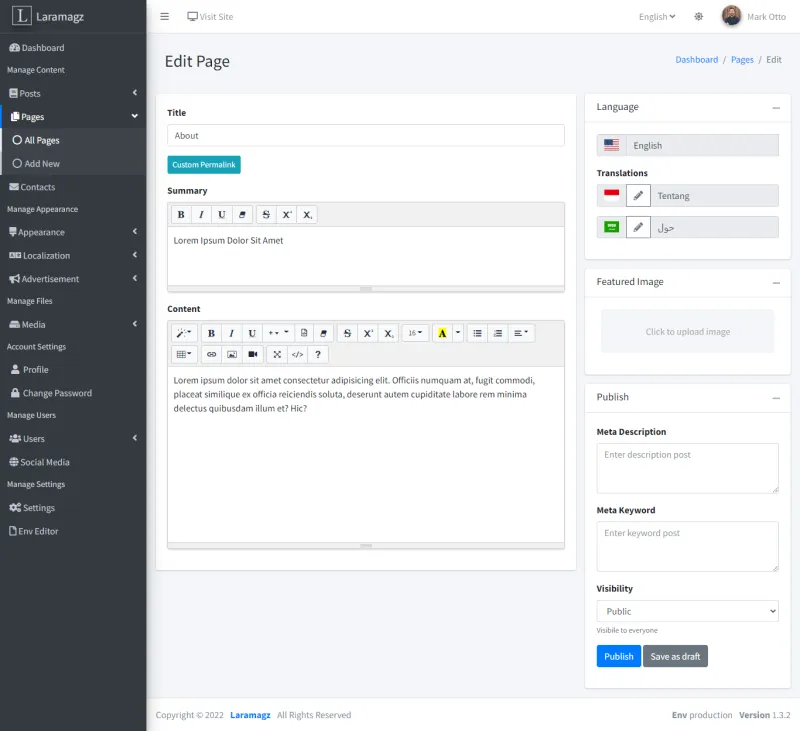 Laramagz
Visit Site
English
Mark Otto
Dashboard
Manage Content
Posts
Pages
All Pages
Add New
Contacts
Manage Appearance
Appearance
Localization
Advertisement
Manage Files
Media
Account Settings
Profile
Change Password
Manage Users
Users
Social Media
Manage Settings
Settings
Env Editor
Edit Page
Dashboard / Pages / Edit
Title
About
Custom Permalink
Summary
B I U S X¹ X₁
Lorem Ipsum Dolor Sit Amet
Content
B I U S X¹ X₁ 16 A
</> ?
Lorem ipsum dolor sit amet consectetur adipisicing elit. Officiis numquam at, fugit commodi,
placeat similique ex officia reiciendis soluta, deserunt autem cupiditate labore rem minima
delectus quibusdam illum et? Hic?
Language
English
Translations
Tentang
حول
Featured Image
Click to upload image
Publish
Meta Description
Enter description post
Meta Keyword
Enter keyword post
Visibility
Public
Visibile to everyone
Publish Save as draft
Copyright © 2022 Laramagz All Rights Reserved
Env production Version 1.3.2